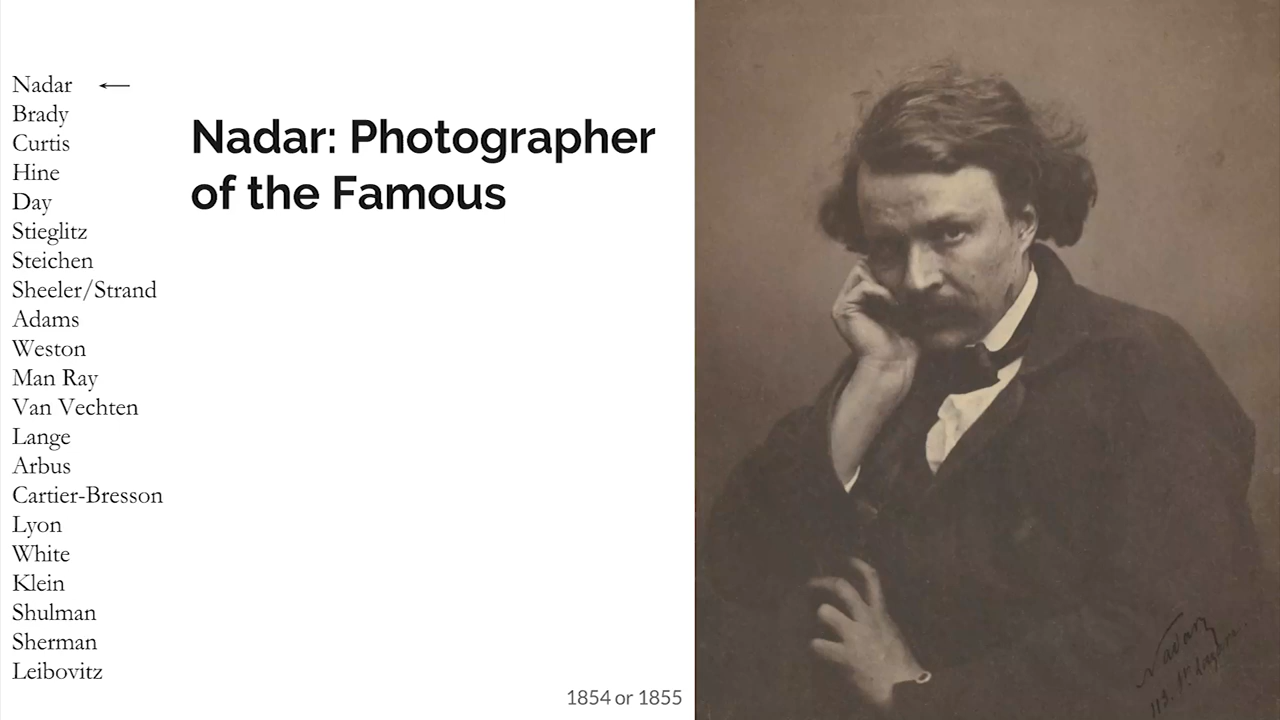 Nadar ←
Brady
Curtis
Hine
Day
Stieglitz
Steichen
Sheeler/Strand
Adams
Weston
Man Ray
Van Vechten
Lange
Arbus
Cartier-Bresson
Lyon
White
Klein
Shulman
Sherman
Leibovitz
Nadar: Photographer
of the Famous
1854 or 1855
Nadar
113